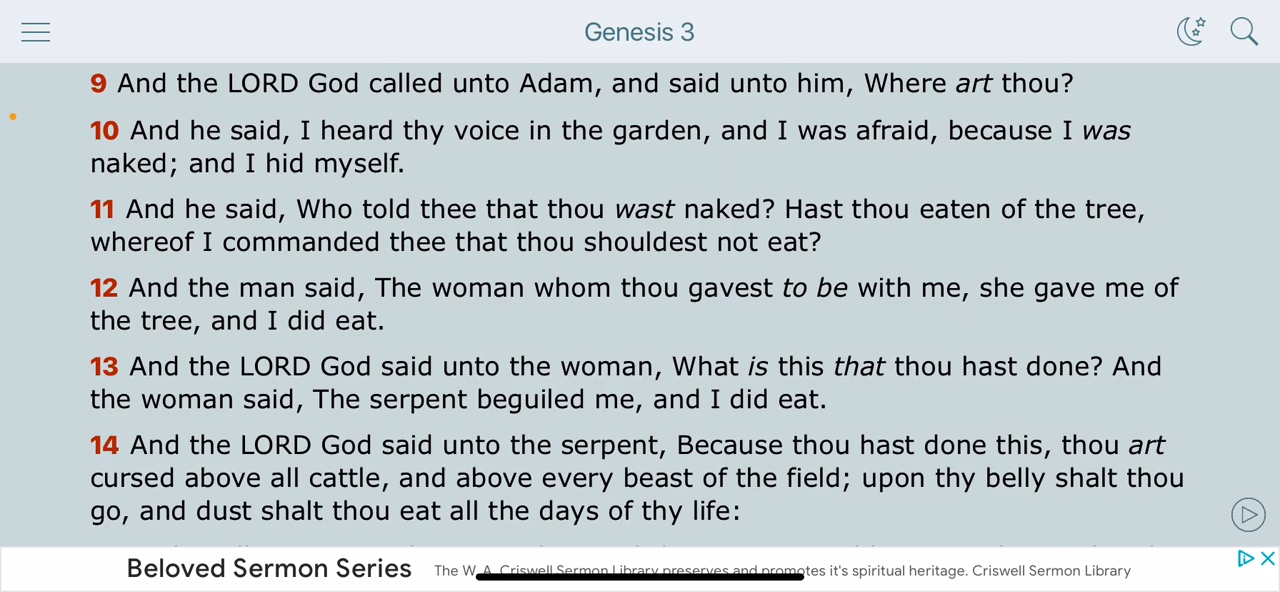 Genesis 3
9 And the LORD God called unto Adam, and said unto him, Where art thou?
10 And he said, I heard thy voice in the garden, and I was afraid, because I was
naked; and I hid myself.
11 And he said, Who told thee that thou wast naked? Hast thou eaten of the tree,
whereof I commanded thee that thou shouldest not eat?
12 And the man said, The woman whom thou gavest to be with me, she gave me of
the tree, and I did eat.
13 And the LORD God said unto the woman, What is this that thou hast done? And
the woman said, The serpent beguiled me, and I did eat.
14 And the LORD God said unto the serpent, Because thou hast done this, thou art
cursed above all cattle, and above every beast of the field; upon thy belly shalt thou
go, and dust shalt thou eat all the days of thy life:
Beloved Sermon Series The W. A. Criswell Sermon Library preserves and promotes it's spiritual heritage. Criswell Sermon Library